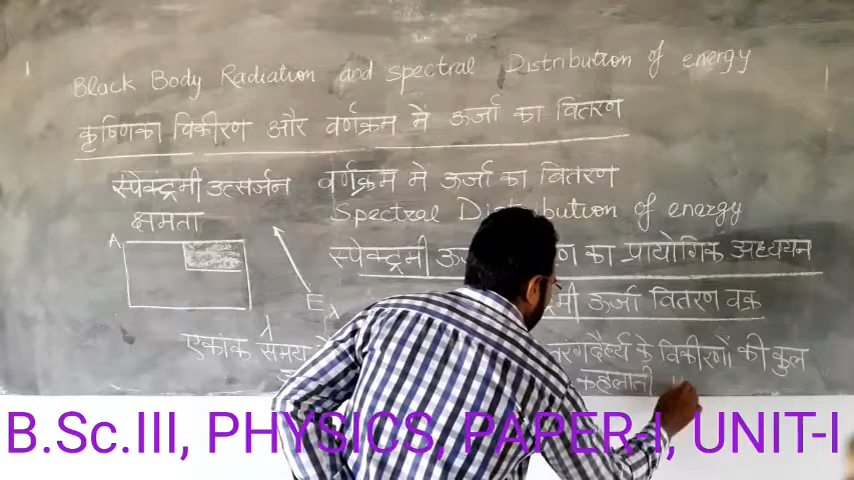 Black Body Radiation and spectral Distribution of energy
कृष्णिका विकीरण और वर्णक्रम में ऊर्जा का वितरण
स्पेक्ट्रमी उत्सर्जन
क्षमता
वर्णक्रम मे ऊर्जा का वितरण
Spectral Distribution of energy
स्पेक्ट्रमी का प्रायोगिक अध्ययन
ऊर्जा वितरण वक्र
A
E
λ
λ
एकांक समय
तरंगदैर्ध्य के विकीरणों की कुल
कहलाती
B.Sc.III, PHYSICS, PAPER-I, UNIT-I